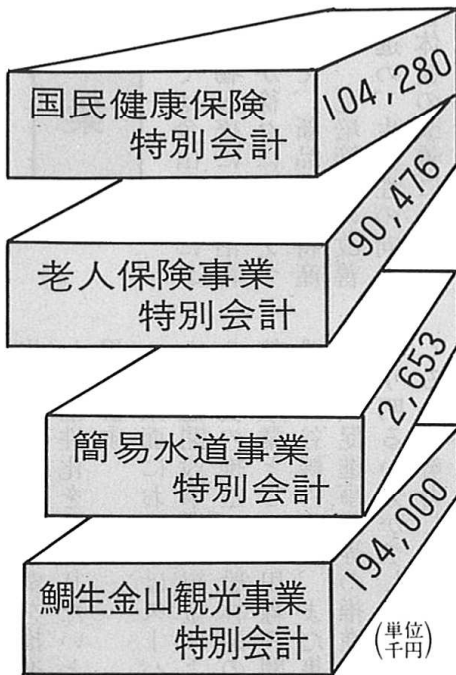 国民健康保険
特別会計
104,280
老人保険事業
特別会計
90,476
簡易水道事業
特別会計
2,653
鯛生金山観光事業
特別会計
194,000
(単位
千円)